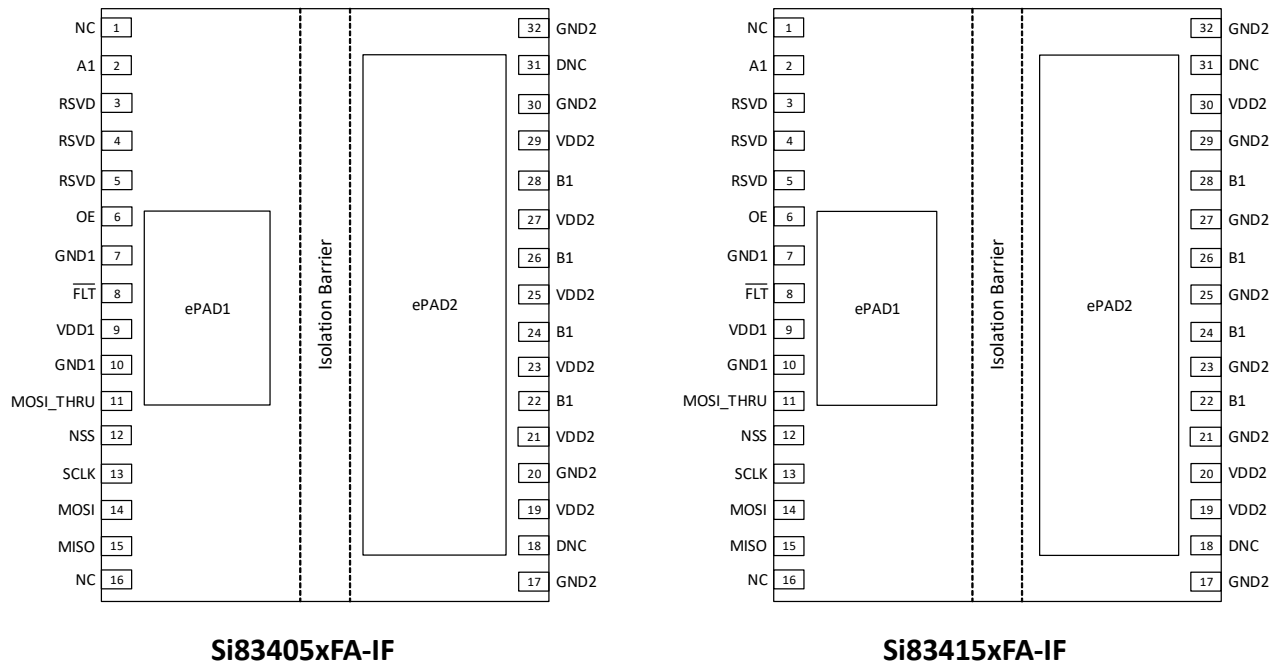 NC 1
A1 2
RSVD 3
RSVD 4
RSVD 5
OE 6
GND1 7
FLT 8
VDD1 9
GND1 10
MOSI_THRU 11
NSS 12
SCLK 13
MOSI 14
MISO 15
NC 16
ePAD1
Isolation Barrier
ePAD2
32 GND2
31 DNC
30 GND2
29 VDD2
28 B1
27 VDD2
26 B1
25 VDD2
24 B1
23 VDD2
22 B1
21 VDD2
20 GND2
19 VDD2
18 DNC
17 GND2
Si83405xFA-IF
NC 1
A1 2
RSVD 3
RSVD 4
RSVD 5
OE 6
GND1 7
FLT 8
VDD1 9
GND1 10
MOSI_THRU 11
NSS 12
SCLK 13
MOSI 14
MISO 15
NC 16
ePAD1
Isolation Barrier
ePAD2
32 GND2
31 DNC
30 VDD2
29 GND2
28 B1
27 GND2
26 B1
25 GND2
24 B1
23 GND2
22 B1
21 GND2
20 VDD2
19 VDD2
18 DNC
17 GND2
Si83415xFA-IF